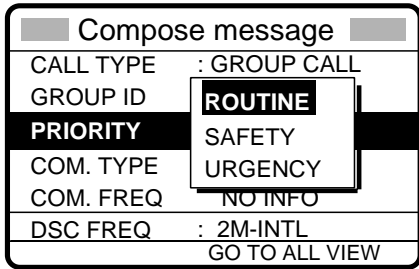 Compose message
CALL TYPE : GROUP CALL
GROUP ID
ROUTINE
PRIORITY
SAFETY
COM. TYPE
URGENCY
COM. FREQ NO INFO
DSC FREQ : 2M-INTL
GO TO ALL VIEW